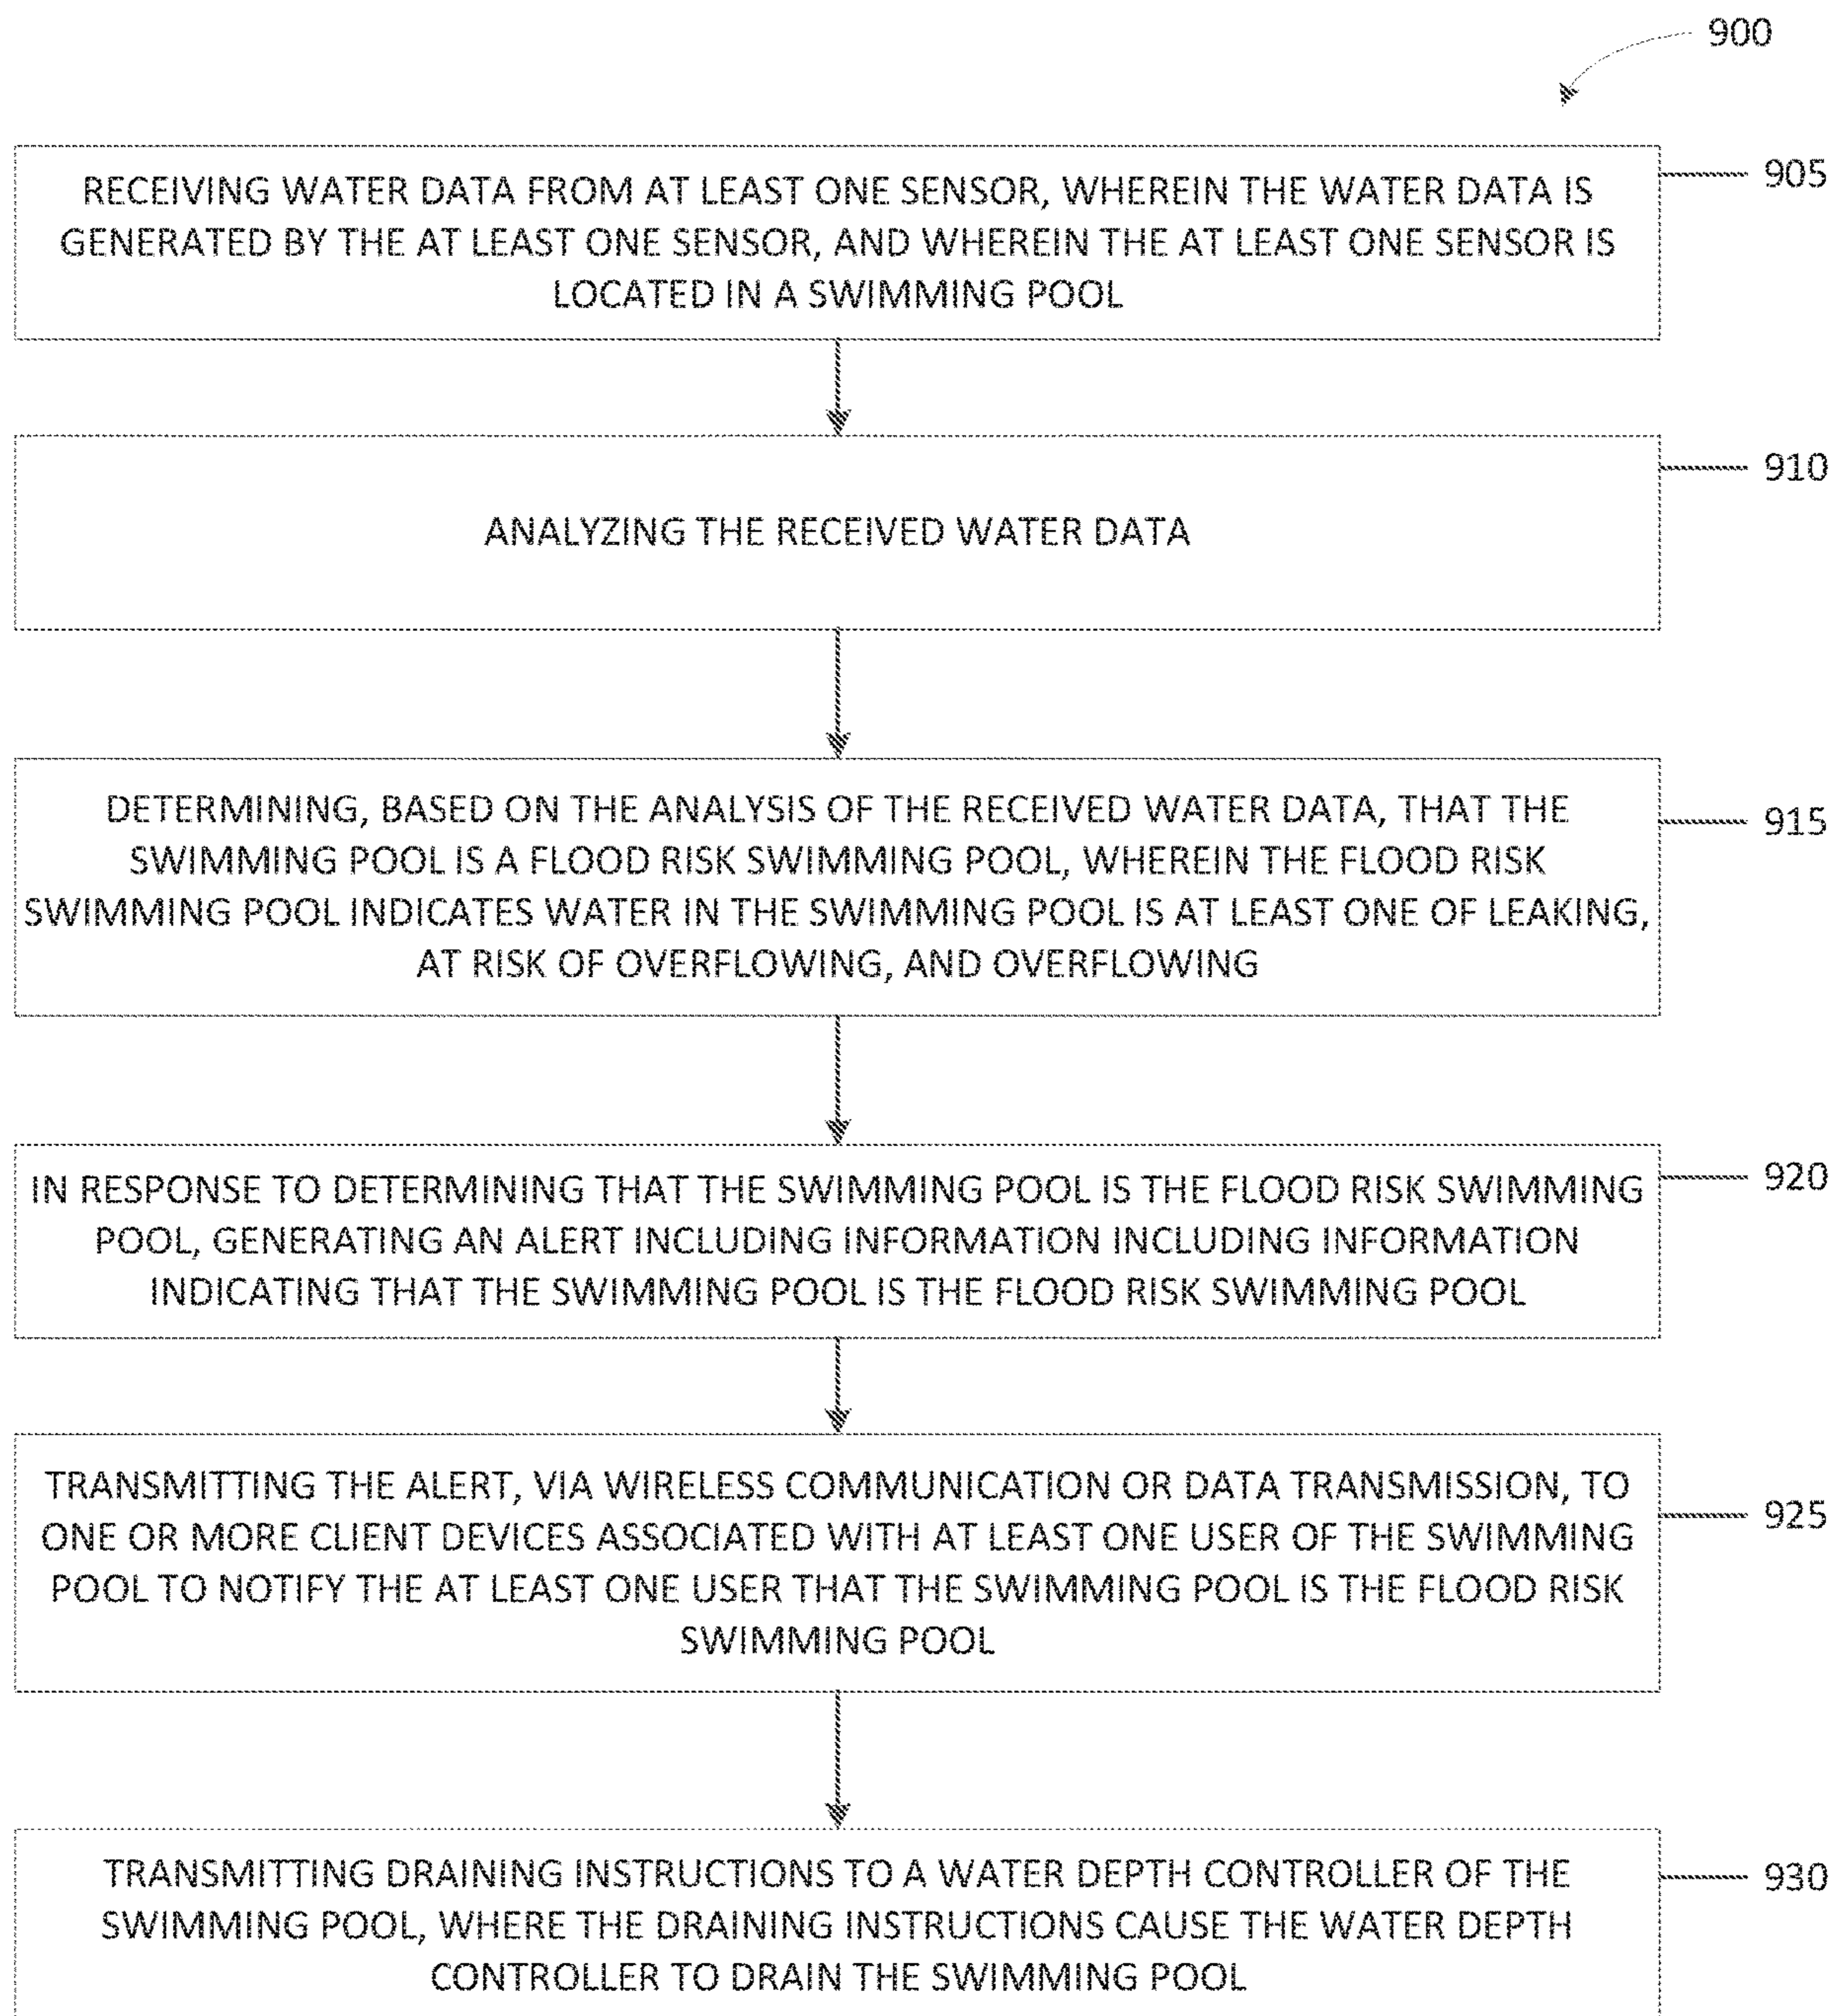 900
RECEIVING WATER DATA FROM AT LEAST ONE SENSOR, WHEREIN THE WATER DATA IS
GENERATED BY THE AT LEAST ONE SENSOR, AND WHEREIN THE AT LEAST ONE SENSOR IS
LOCATED IN A SWIMMING POOL
905
ANALYZING THE RECEIVED WATER DATA
910
DETERMINING, BASED ON THE ANALYSIS OF THE RECEIVED WATER DATA, THAT THE
SWIMMING POOL IS A FLOOD RISK SWIMMING POOL, WHEREIN THE FLOOD RISK
SWIMMING POOL INDICATES WATER IN THE SWIMMING POOL IS AT LEAST ONE OF LEAKING,
AT RISK OF OVERFLOWING, AND OVERFLOWING
915
IN RESPONSE TO DETERMINING THAT THE SWIMMING POOL IS THE FLOOD RISK SWIMMING
POOL, GENERATING AN ALERT INCLUDING INFORMATION INCLUDING INFORMATION
INDICATING THAT THE SWIMMING POOL IS THE FLOOD RISK SWIMMING POOL
920
TRANSMITTING THE ALERT, VIA WIRELESS COMMUNICATION OR DATA TRANSMISSION, TO
ONE OR MORE CLIENT DEVICES ASSOCIATED WITH AT LEAST ONE USER OF THE SWIMMING
POOL TO NOTIFY THE AT LEAST ONE USER THAT THE SWIMMING POOL IS THE FLOOD RISK
SWIMMING POOL
925
TRANSMITTING DRAINING INSTRUCTIONS TO A WATER DEPTH CONTROLLER OF THE
SWIMMING POOL, WHERE THE DRAINING INSTRUCTIONS CAUSE THE WATER DEPTH
CONTROLLER TO DRAIN THE SWIMMING POOL
930